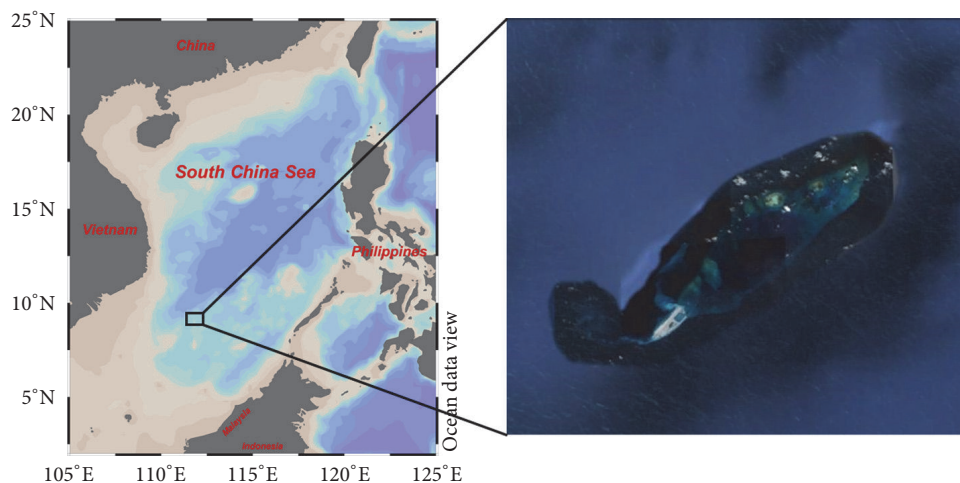 25°N
20°N
15°N
10°N
5°N
China
South China Sea
Vietnam
Philippines
Malaysia
Indonesia
Ocean data view
105°E 110°E 115°E 120°E 125°E